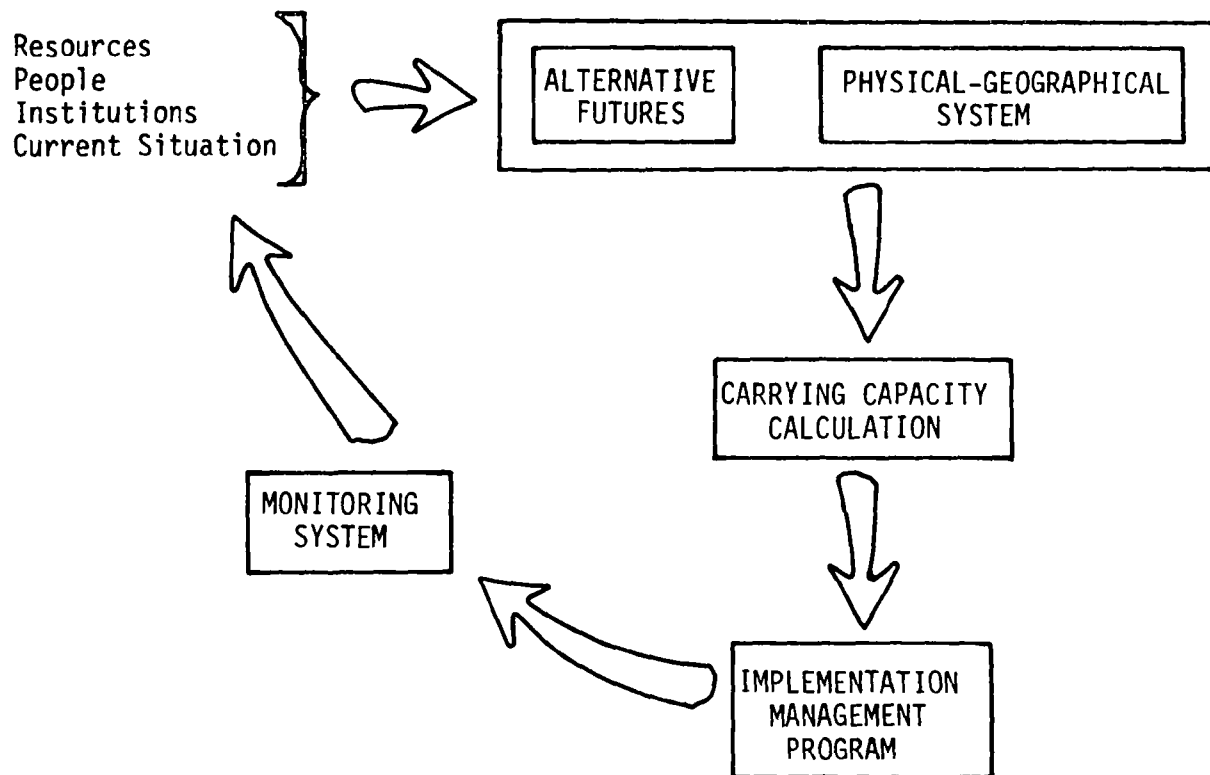 Resources
People
Institutions
Current Situation
ALTERNATIVE
FUTURES
PHYSICAL-GEOGRAPHICAL
SYSTEM
CARRYING CAPACITY
CALCULATION
MONITORING
SYSTEM
IMPLEMENTATION
MANAGEMENT
PROGRAM